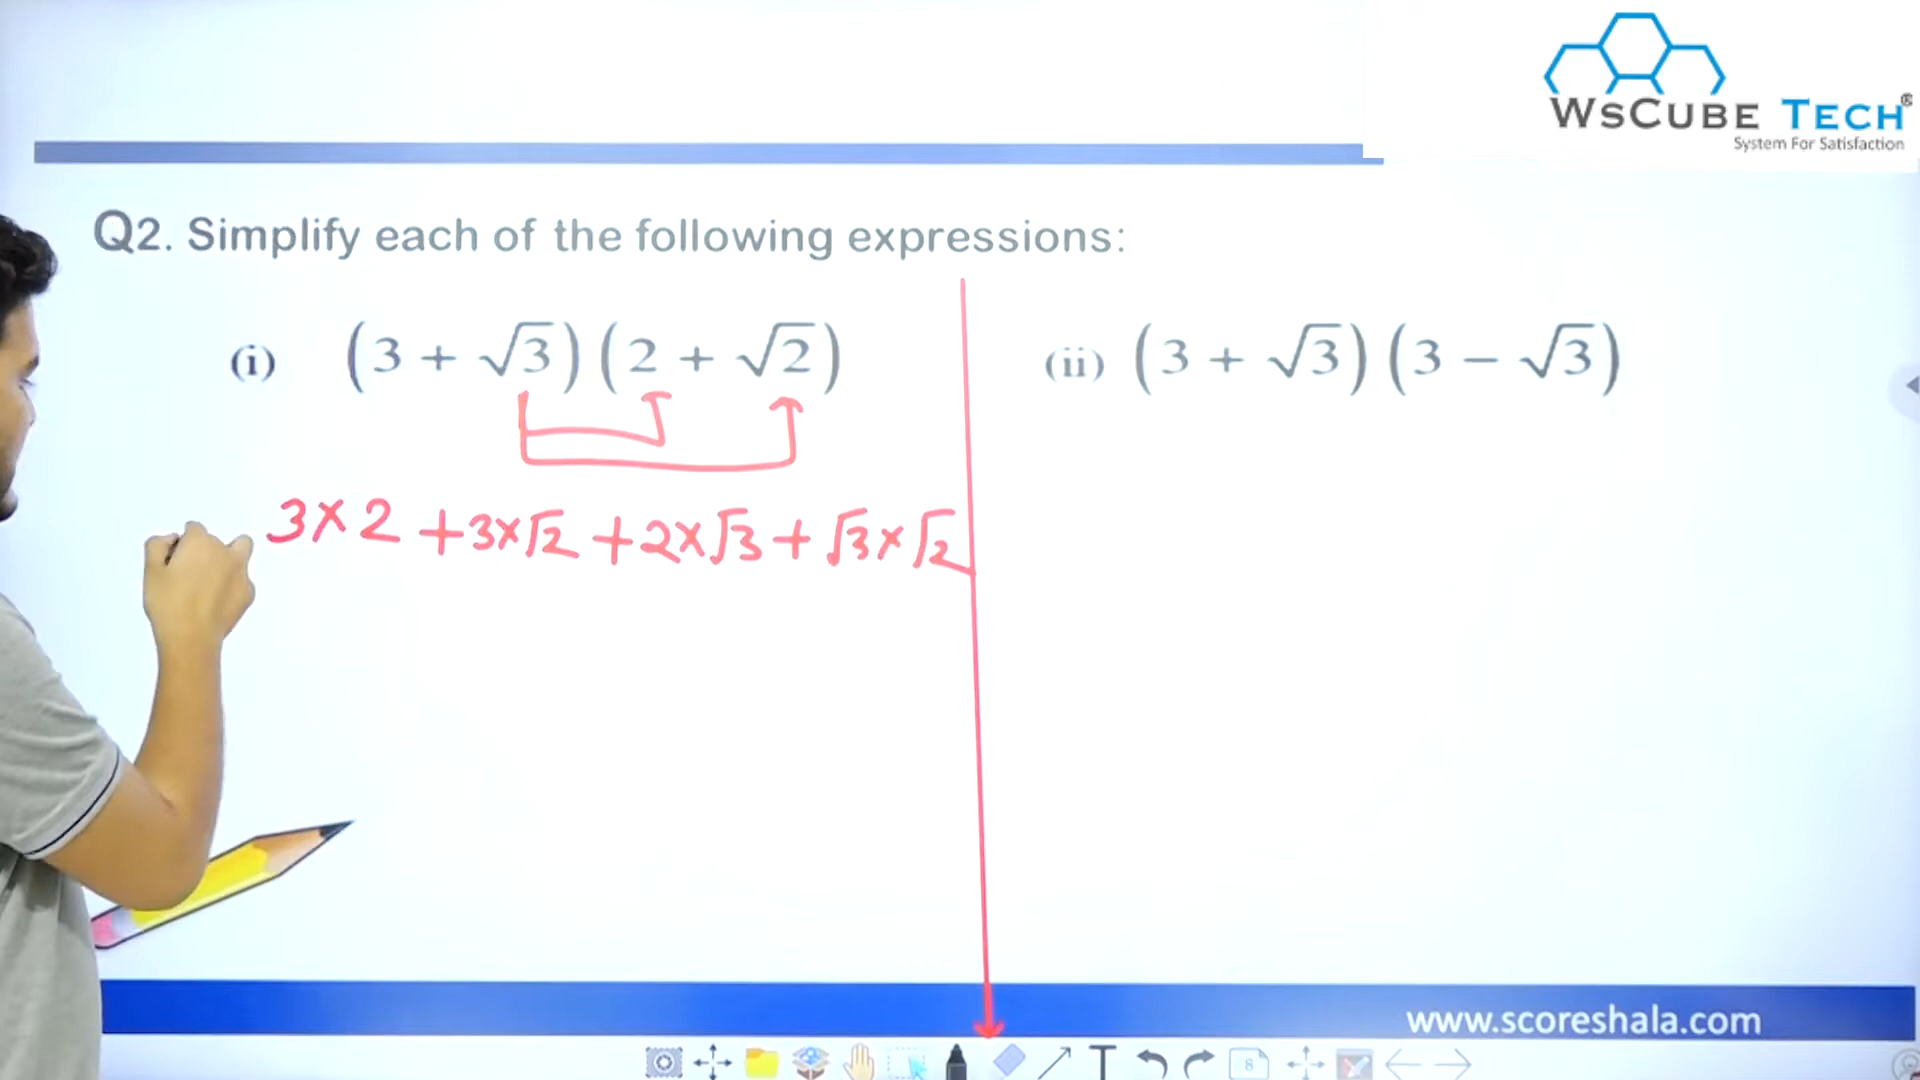 WSCUBE TECH®
System For Satisfaction
Q2. Simplify each of the following expressions:
(i) (3 + √3)(2 + √2)
(ii) (3 + √3)(3 − √3)
3×2 +3×√2 +2×√3 + √3×√2
www.scoreshala.com
T
8